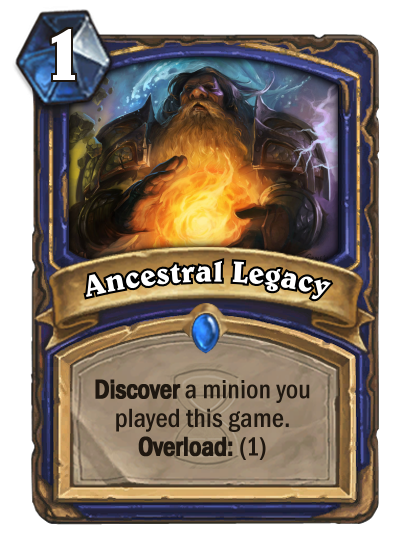 1
Ancestral Legacy
Discover a minion you
played this game.
Overload: (1)